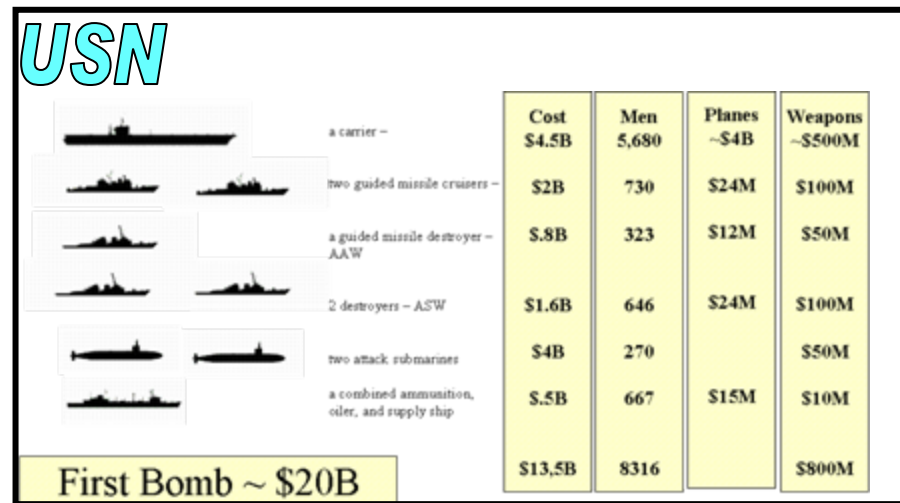 USN
Cost Men Planes Weapons
a carrier – $4.5B 5,680 ~$4B ~$500M
two guided missile cruisers – $2B 730 $24M $100M
a guided missile destroyer – $.8B 323 $12M $50M
AAW
2 destroyers – ASW $1.6B 646 $24M $100M
two attack submarines $4B 270 $50M
a combined ammunition, $.5B 667 $15M $10M
oiler, and supply ship
$13,5B 8316 $800M
First Bomb ~ $20B